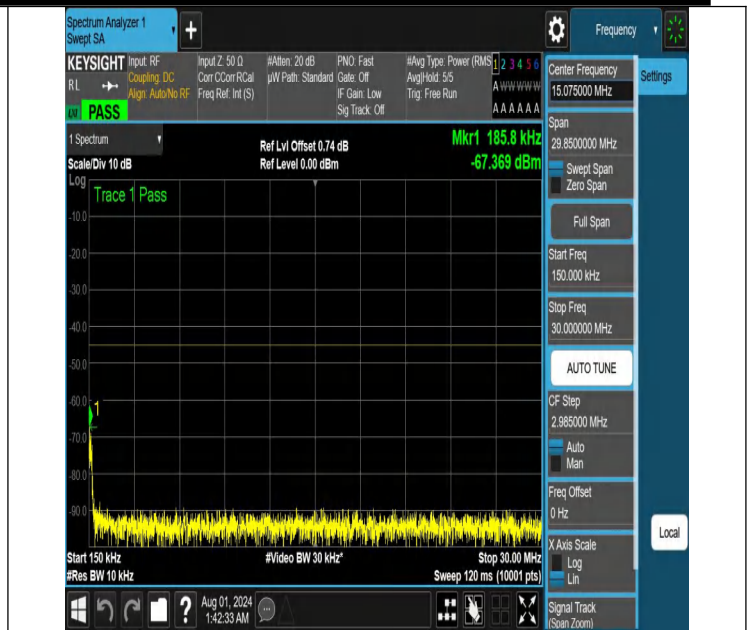 Spectrum Analyzer 1
Swept SA
+
Frequency
KEYSIGHT
RL
PASS
Input: RF
Coupling: DC
Align: Auto/No RF
Input Z: 50 Ω
Corr CCorr RCal
Freq Ref: Int (S)
#Atten: 20 dB
µW Path: Standard
PNO: Fast
Gate: Off
IF Gain: Low
Sig Track: Off
#Avg Type: Power (RMS
Avg|Hold: 5/5
Trig: Free Run
1 2 3 4 5 6
A W W W W W
A A A A A A
1 Spectrum
Scale/Div 10 dB
Ref Lvl Offset 0.74 dB
Ref Level 0.00 dBm
Mkr1 185.8 kHz
-67.369 dBm
Log
Trace 1 Pass
-10.0
-20.0
-30.0
-40.0
-50.0
-60.0
1
-70.0
-80.0
-90.0
Start 150 kHz
#Res BW 10 kHz
#Video BW 30 kHz*
Stop 30.00 MHz
Sweep 120 ms (10001 pts)
Aug 01, 2024
1:42:33 AM
Center Frequency
15.075000 MHz
Settings
Span
29.8500000 MHz
Swept Span
Zero Span
Full Span
Start Freq
150.000 kHz
Stop Freq
30.000000 MHz
AUTO TUNE
CF Step
2.985000 MHz
Auto
Man
Freq Offset
0 Hz
Local
X Axis Scale
Log
Lin
Signal Track
(Span Zoom)